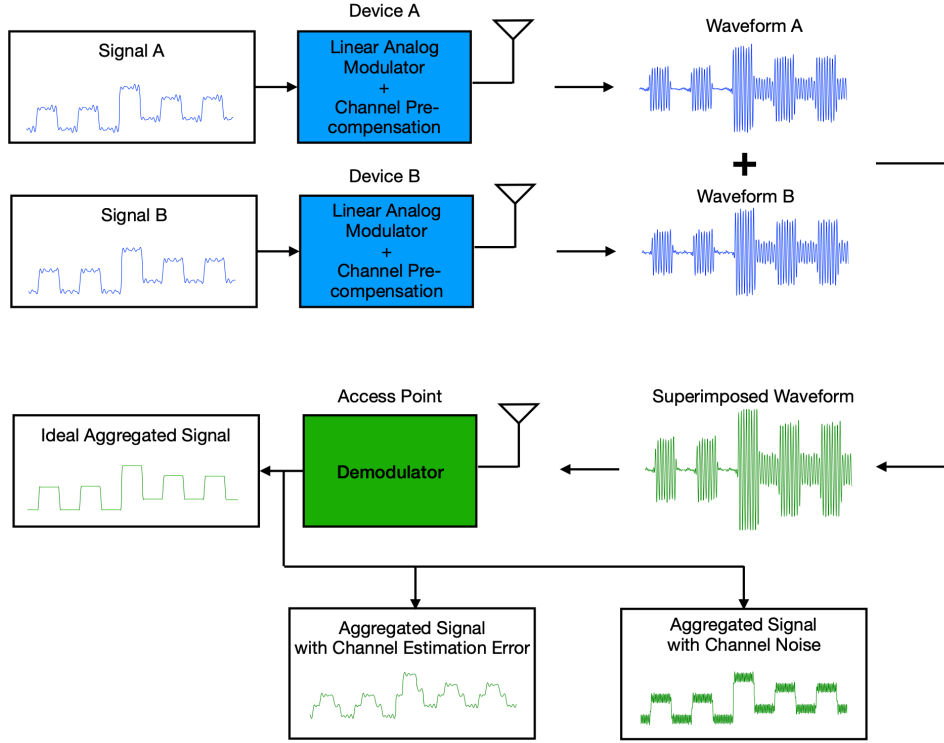 Device A
Signal A
Linear Analog
Modulator
+
Channel Pre-
compensation
Waveform A
+
Device B
Signal B
Linear Analog
Modulator
+
Channel Pre-
compensation
Waveform B
Access Point
Superimposed Waveform
Ideal Aggregated Signal
Demodulator
Aggregated Signal
with Channel Estimation Error
Aggregated Signal
with Channel Noise